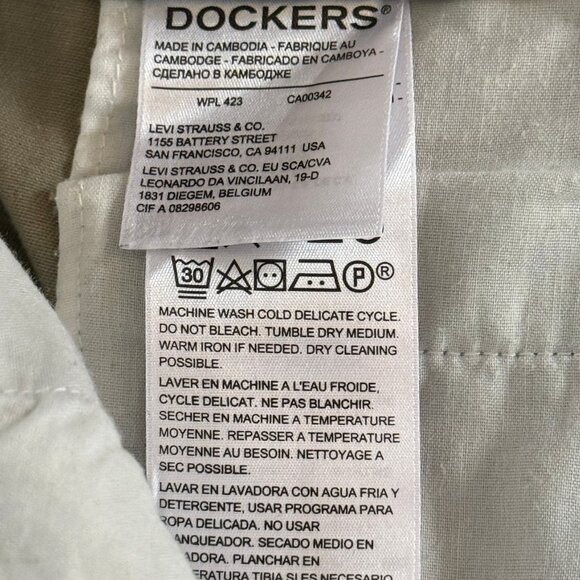 DOCKERS®
MADE IN CAMBODIA - FABRIQUE AU
CAMBODGE - FABRICADO EN CAMBOYA -
СДЕЛАНО В КАМБОДЖЕ
WPL 423 CA00342
LEVI STRAUSS & CO.
1155 BATTERY STREET
SAN FRANCISCO, CA 94111 USA
LEVI STRAUSS & CO. EU SCA/CVA
LEONARDO DA VINCILAAN, 19-D
1831 DIEGEM, BELGIUM
CIF A 08298606
30 P ®
MACHINE WASH COLD DELICATE CYCLE.
DO NOT BLEACH. TUMBLE DRY MEDIUM.
WARM IRON IF NEEDED. DRY CLEANING
POSSIBLE.
LAVER EN MACHINE A L'EAU FROIDE,
CYCLE DELICAT. NE PAS BLANCHIR.
SECHER EN MACHINE A TEMPERATURE
MOYENNE. REPASSER A TEMPERATURE
MOYENNE AU BESOIN. NETTOYAGE A
SEC POSSIBLE.
LAVAR EN LAVADORA CON AGUA FRIA Y
DETERGENTE, USAR PROGRAMA PARA
ROPA DELICADA. NO USAR
ANQUEADOR. SECADO MEDIO EN
ADORA. PLANCHAR EN
ERATURA TIBIA SI ES NECESARIO